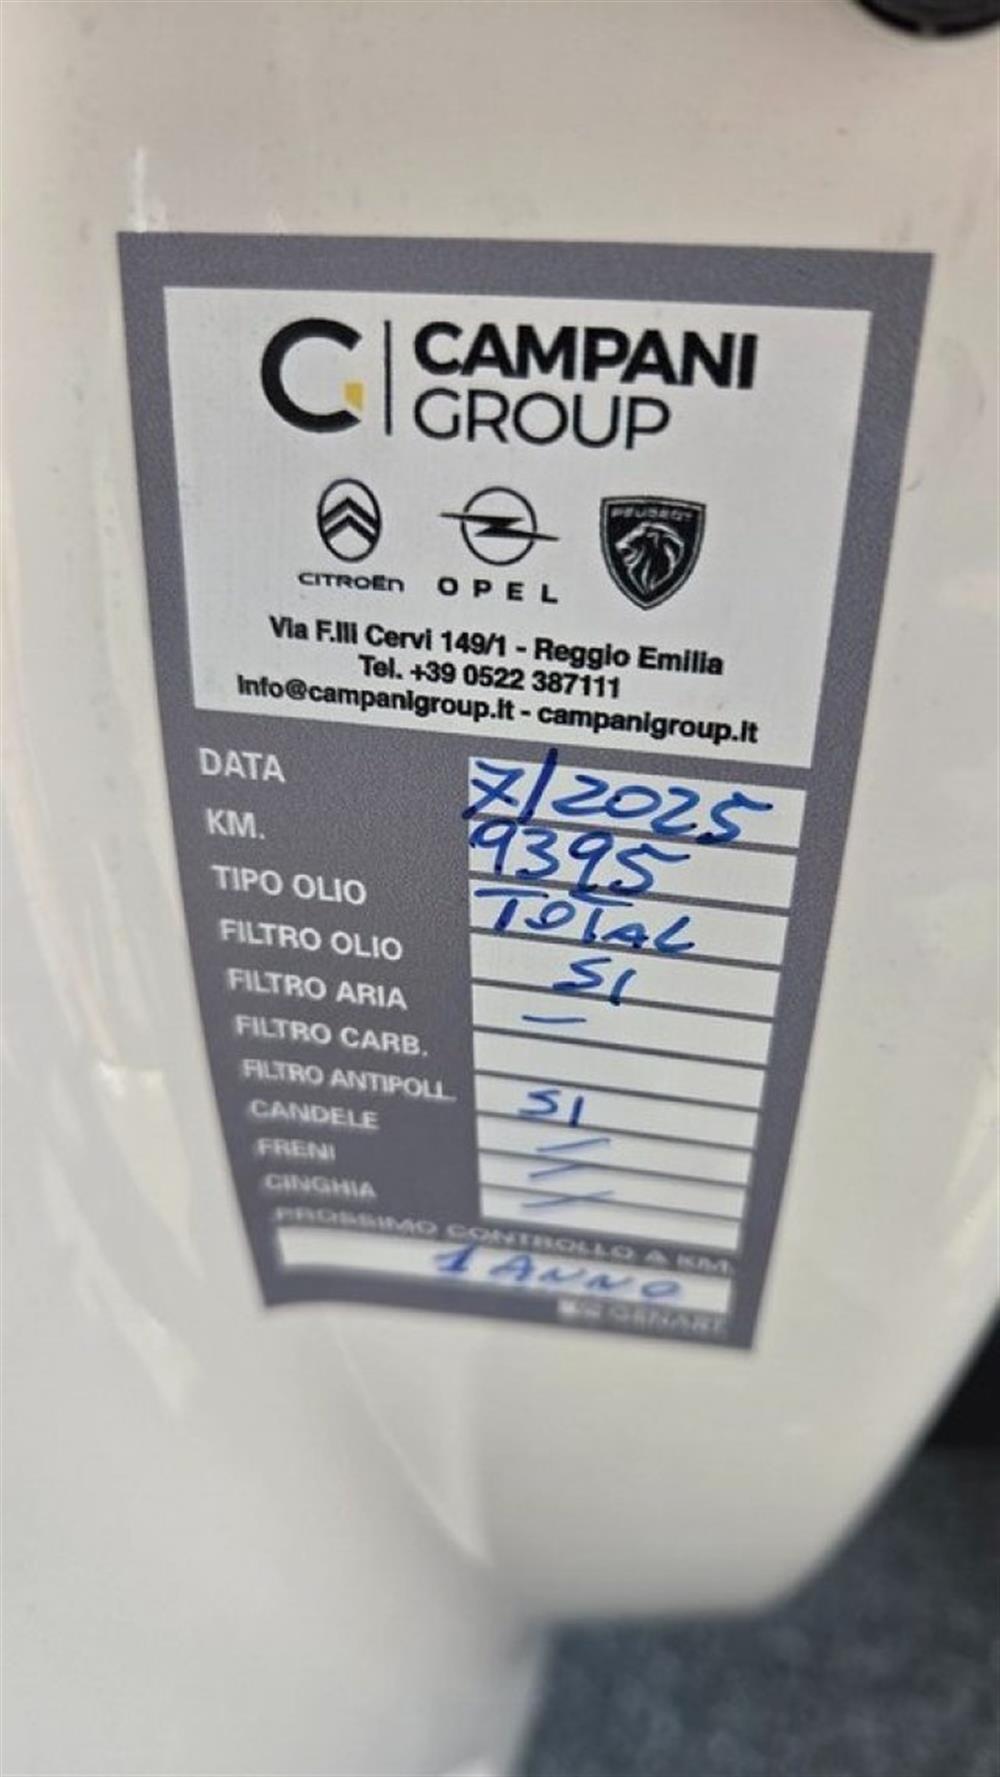 CAMPANI
GROUP
CITROËN OPEL PEUGEOT
Via F.lli Cervi 149/1 - Reggio Emilia
Tel. +39 0522 387111
Info@campanigroup.it - campanigroup.it
DATA 7/2025
KM. 9395
TIPO OLIO TOTAL
FILTRO OLIO SI
FILTRO ARIA —
FILTRO CARB.
FILTRO ANTIPOLL. SI
CANDELE /
FRENI /
CINGHIA /
PROSSIMO CONTROLLO A KM.
1 ANNO